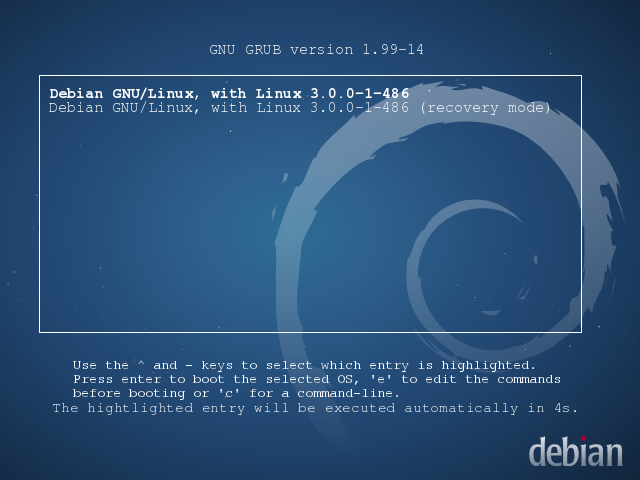 GNU GRUB version 1.99-14
Debian GNU/Linux, with Linux 3.0.0-1-486
Debian GNU/Linux, with Linux 3.0.0-1-486 (recovery mode)
Use the ^ and - keys to select which entry is highlighted.
Press enter to boot the selected OS, 'e' to edit the commands
before booting or 'c' for a command-line.
The hightlighted entry will be executed automatically in 4s.
debian